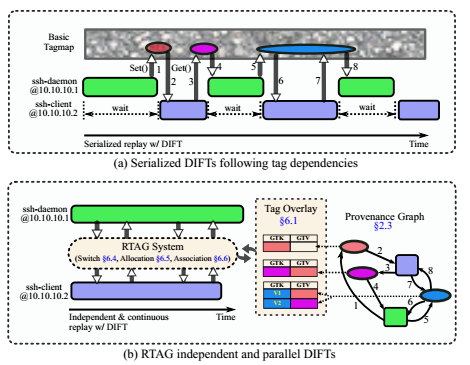 Basic
Tagmap
Set()
1
2
Get()
3
4
5
6
7
8
ssh-daemon
@10.10.10.1
ssh-client
@10.10.10.2
wait
wait
wait
Serialized replay w/ DIFT
Time
(a) Serialized DIFTs following tag dependencies
ssh-daemon
@10.10.10.1
RTAG System
(Switch §6.4, Allocation §6.5, Association §6.6)
ssh-client
@10.10.10.2
Independent & continuous
replay w/ DIFT
Time
Tag Overlay
§6.1
GTK GTV
GTK GTV
GTK GTV
V1
V2
Provenance Graph
§2.3
2
3
8
7
4
6
1
5
(b) RTAG independent and parallel DIFTs